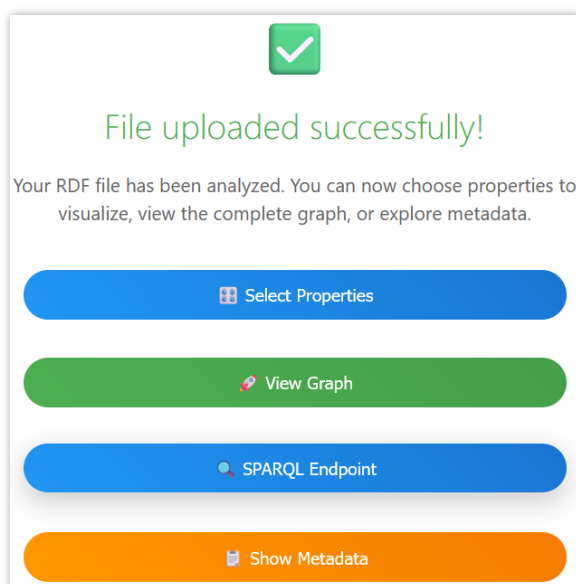 File uploaded successfully!
Your RDF file has been analyzed. You can now choose properties to
visualize, view the complete graph, or explore metadata.
Select Properties
View Graph
SPARQL Endpoint
Show Metadata